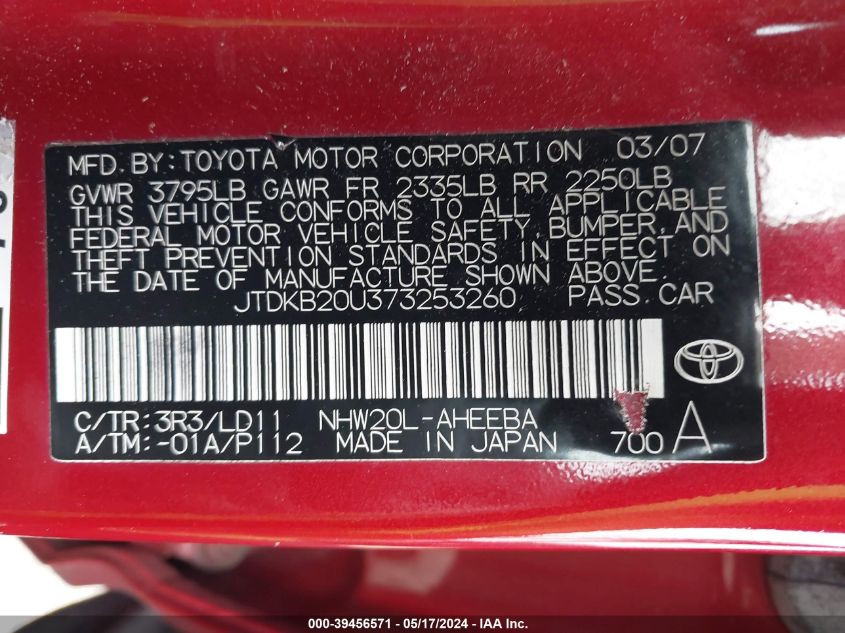 MFD. BY: TOYOTA MOTOR CORPORATION 03/07
GVWR 3795LB GAWR FR 2335LB RR 2250LB
THIS VEHICLE CONFORMS TO ALL APPLICABLE
FEDERAL MOTOR VEHICLE SAFETY, BUMPER, AND
THEFT PREVENTION STANDARDS IN EFFECT ON
THE DATE OF MANUFACTURE SHOWN ABOVE.
JTDKB20U373253260 PASS. CAR
C/TR: 3R3/LD11 NHW20L-AHEEBA
A/TM: -01A/P112 MADE IN JAPAN 700 A
000-39456571 / 05/17/2024 - IAA Inc.